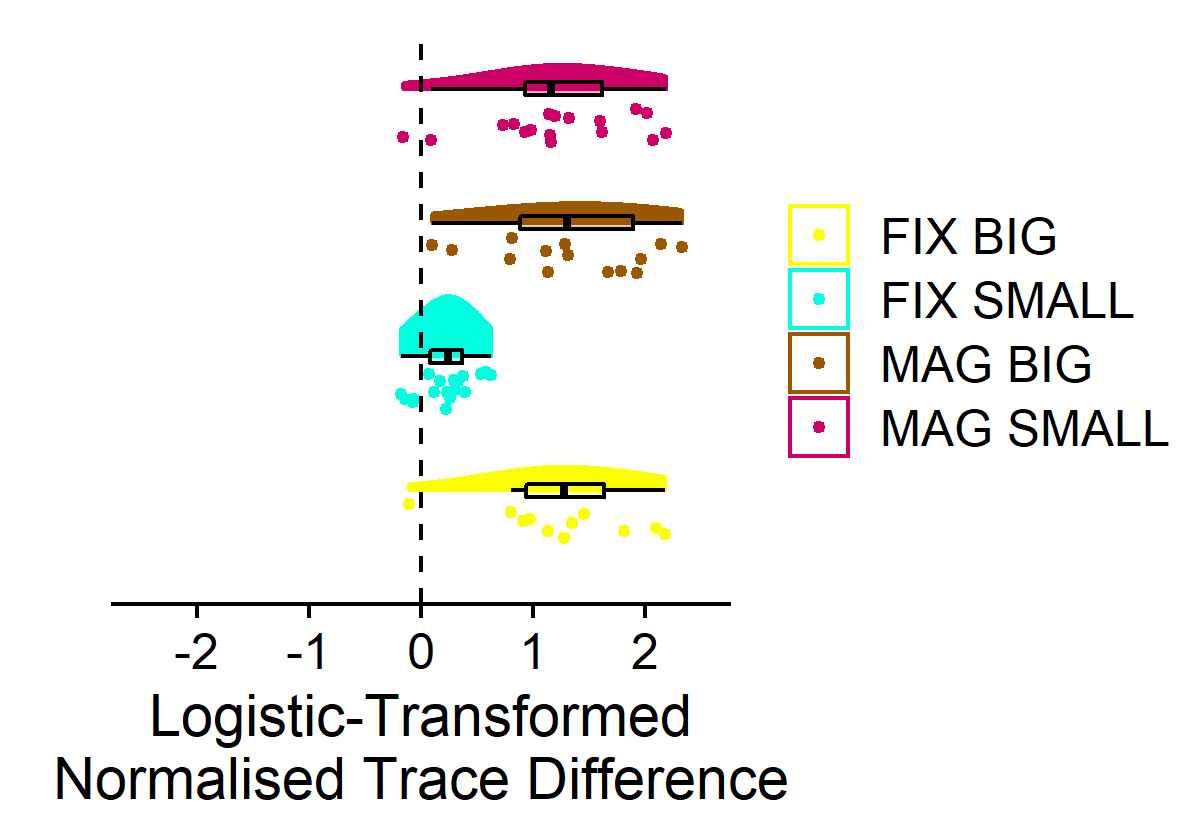 FIX BIG
FIX SMALL
MAG BIG
MAG SMALL
-2 -1 0 1 2
Logistic-Transformed
Normalised Trace Difference